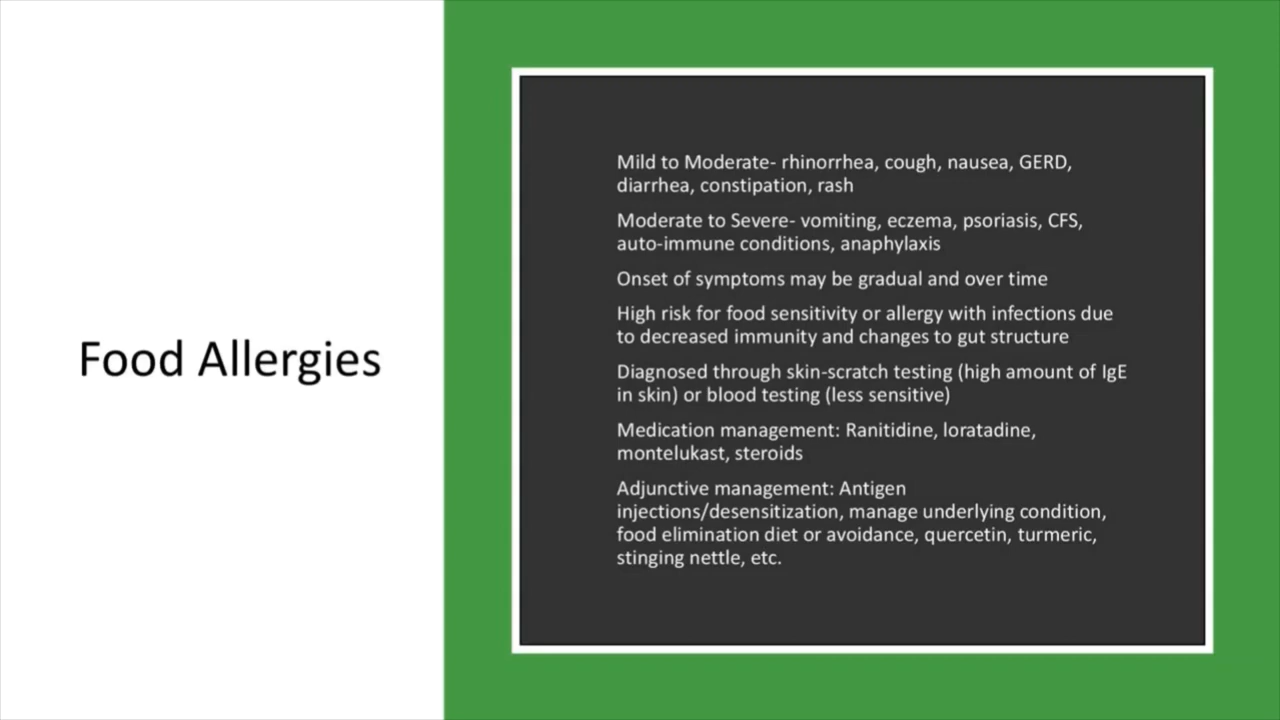 Food Allergies
Mild to Moderate- rhinorrhea, cough, nausea, GERD,
diarrhea, constipation, rash
Moderate to Severe- vomiting, eczema, psoriasis, CFS,
auto-immune conditions, anaphylaxis
Onset of symptoms may be gradual and over time
High risk for food sensitivity or allergy with infections due
to decreased immunity and changes to gut structure
Diagnosed through skin-scratch testing (high amount of IgE
in skin) or blood testing (less sensitive)
Medication management: Ranitidine, loratadine,
montelukast, steroids
Adjunctive management: Antigen
injections/desensitization, manage underlying condition,
food elimination diet or avoidance, quercetin, turmeric,
stinging nettle, etc.